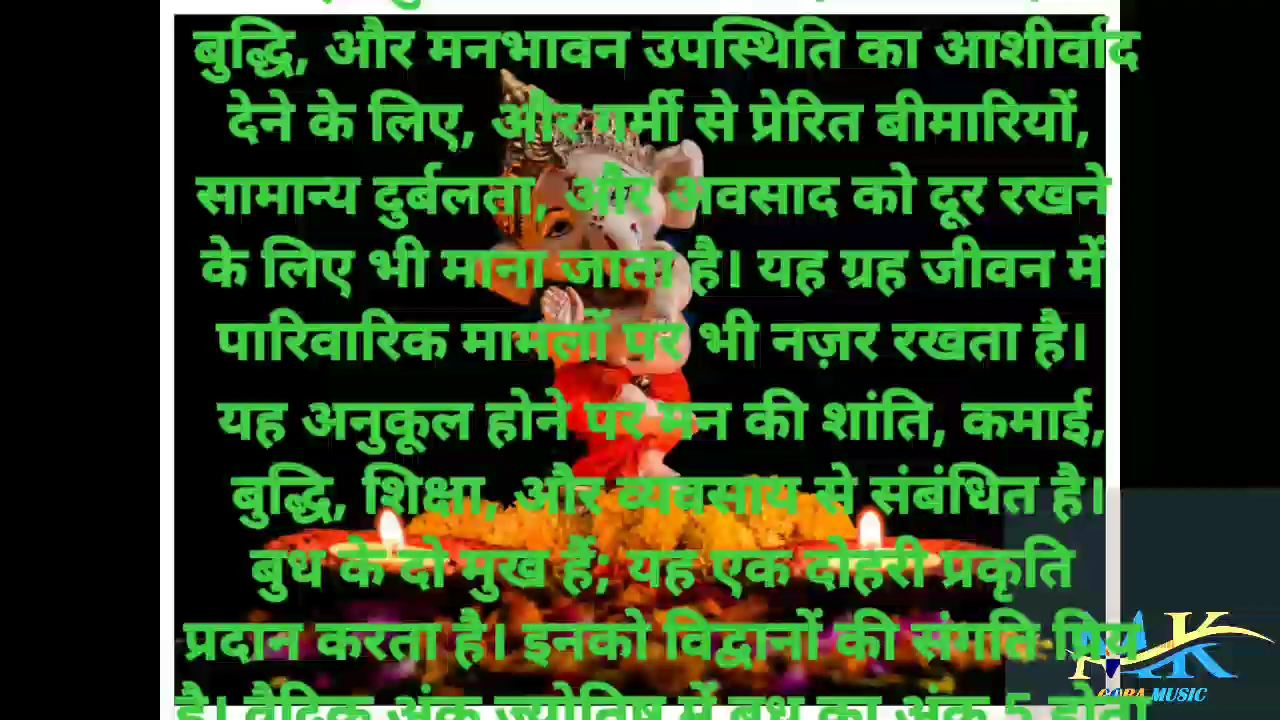 बुद्धि, और मनभावन उपस्थिति का आशीर्वाद
देने के लिए, और गर्मी से प्रेरित बीमारियों,
सामान्य दुर्बलता, और अवसाद को दूर रखने
के लिए भी माना जाता है। यह ग्रह जीवन में
पारिवारिक मामलों पर भी नज़र रखता है।
यह अनुकूल होने पर मन की शांति, कमाई,
बुद्धि, शिक्षा, और व्यवसाय से संबंधित है।
बुध के दो मुख हैं; यह एक दोहरी प्रकृति
प्रदान करता है। इनको विद्वानों की संगति प्रिय
है। वैदिक अंक ज्योतिष में बुध का अंक 5 होता
AK
MUSIC